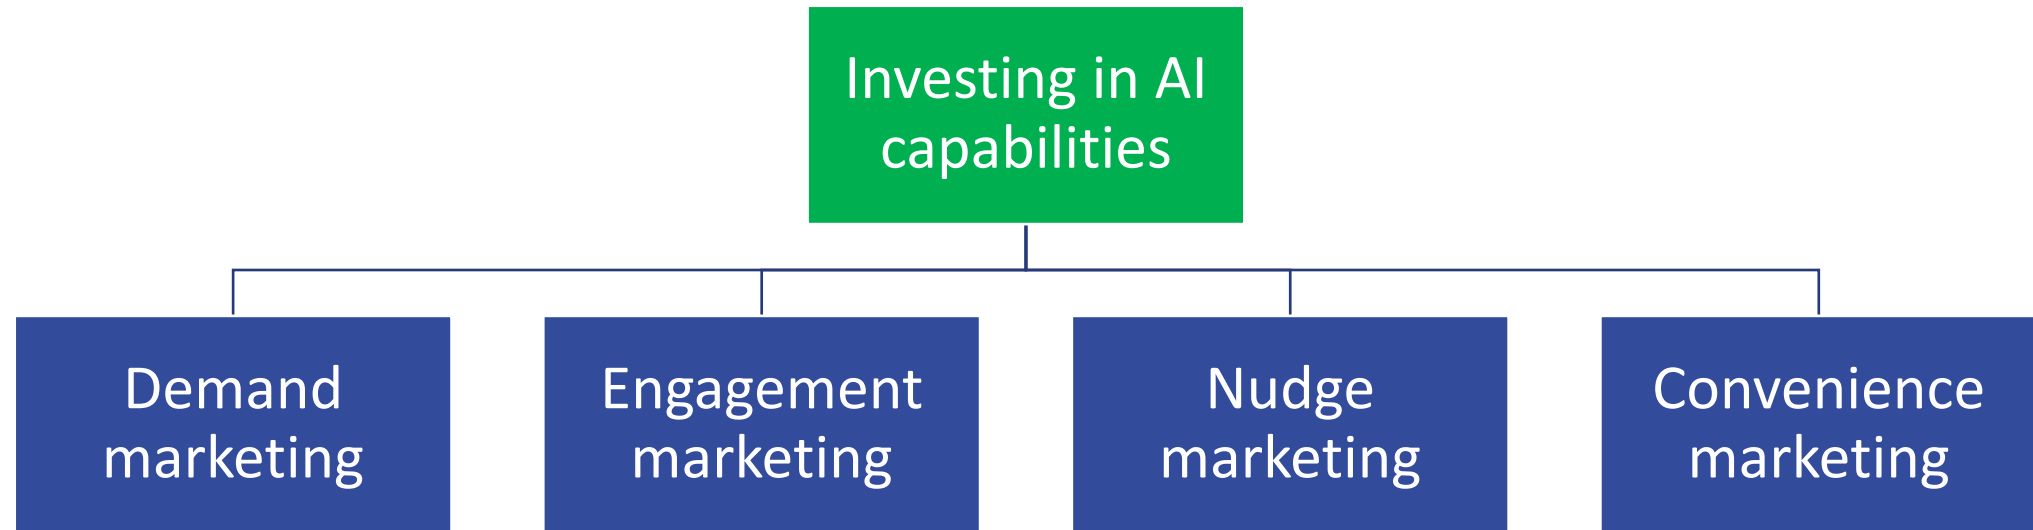 Investing in AI
capabilities
Demand
marketing
Engagement
marketing
Nudge
marketing
Convenience
marketing